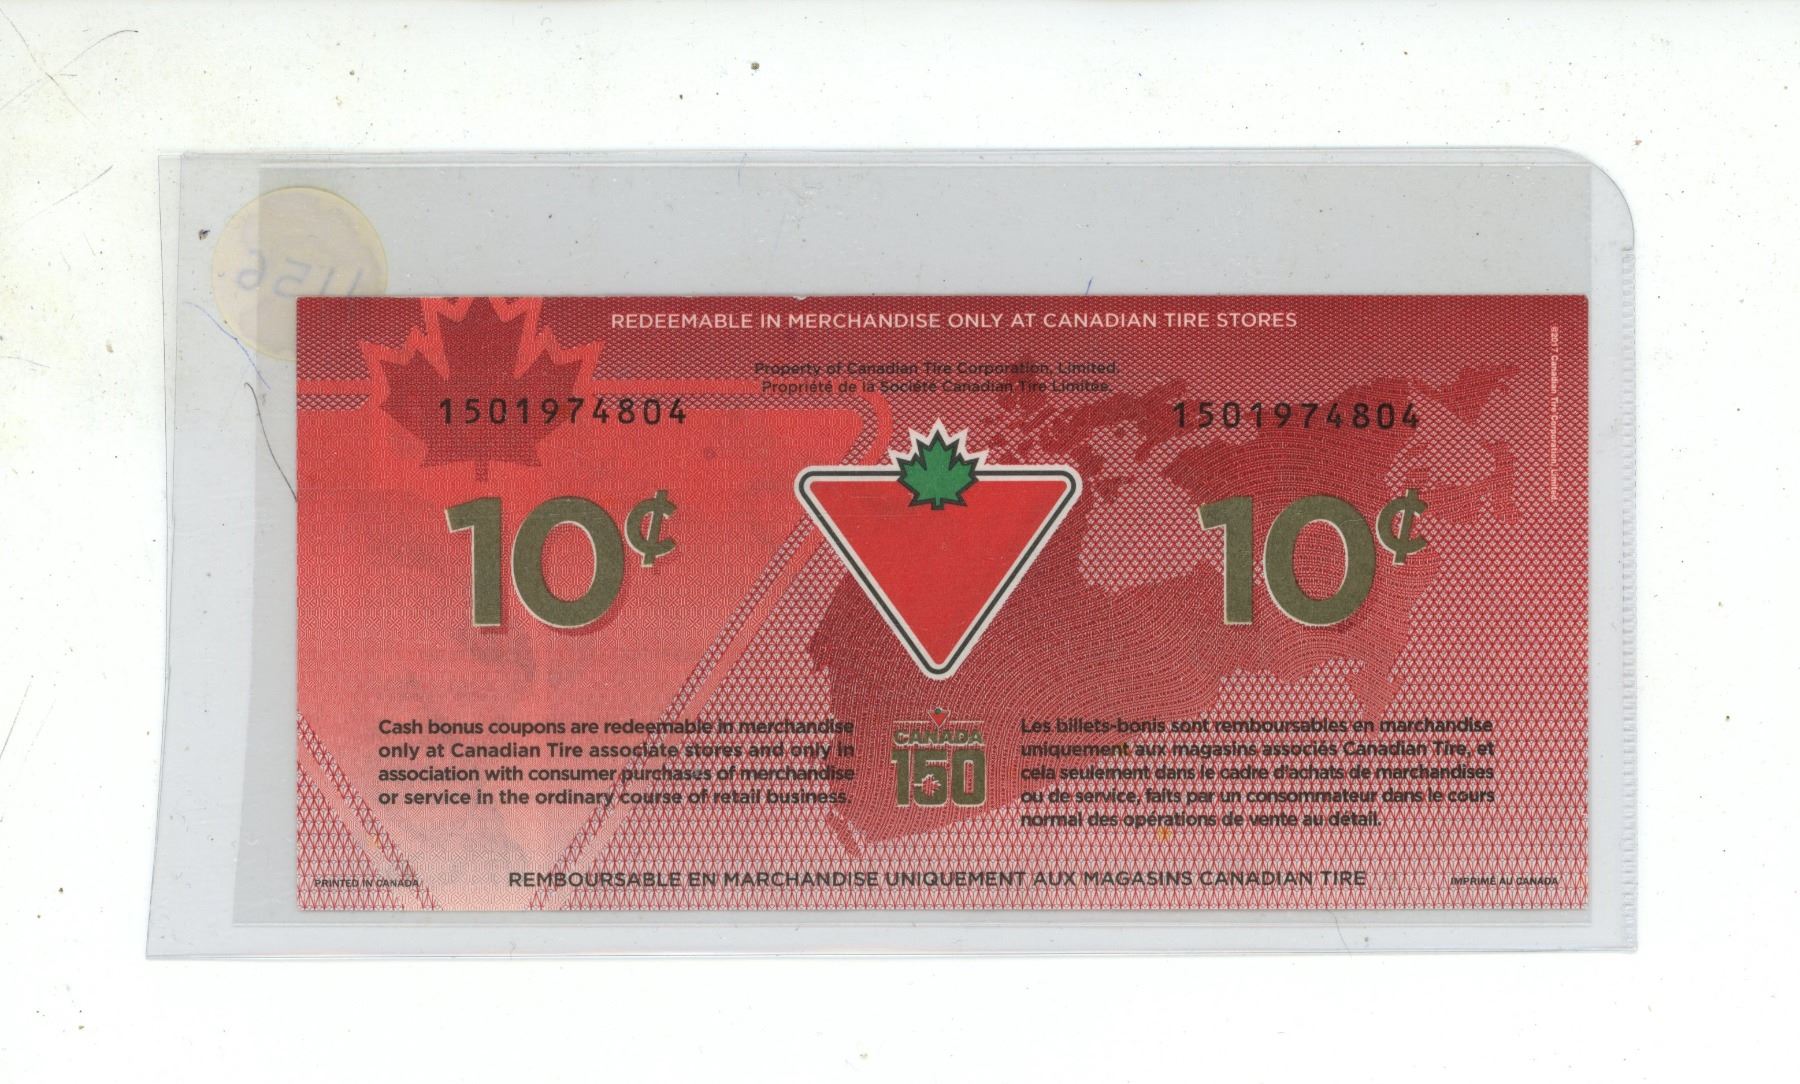 1156
REDEEMABLE IN MERCHANDISE ONLY AT CANADIAN TIRE STORES
Property of Canadian Tire Corporation, Limited.
Propriété de la Société Canadian Tire Limitée.
1501974804
1501974804
10¢
10¢
Cash bonus coupons are redeemable in merchandise
only at Canadian Tire associate stores and only in
association with consumer purchases of merchandise
or service in the ordinary course of retail business.
CANADA
150
Les billets-bonis sont remboursables en marchandise
uniquement aux magasins associés Canadian Tire, et
cela seulement dans le cadre d'achats de marchandises
ou de service, faits par un consommateur dans le cours
normal des opérations de vente au détail.
PRINTED IN CANADA
REMBOURSABLE EN MARCHANDISE UNIQUEMENT AUX MAGASINS CANADIAN TIRE
IMPRIMÉ AU CANADA